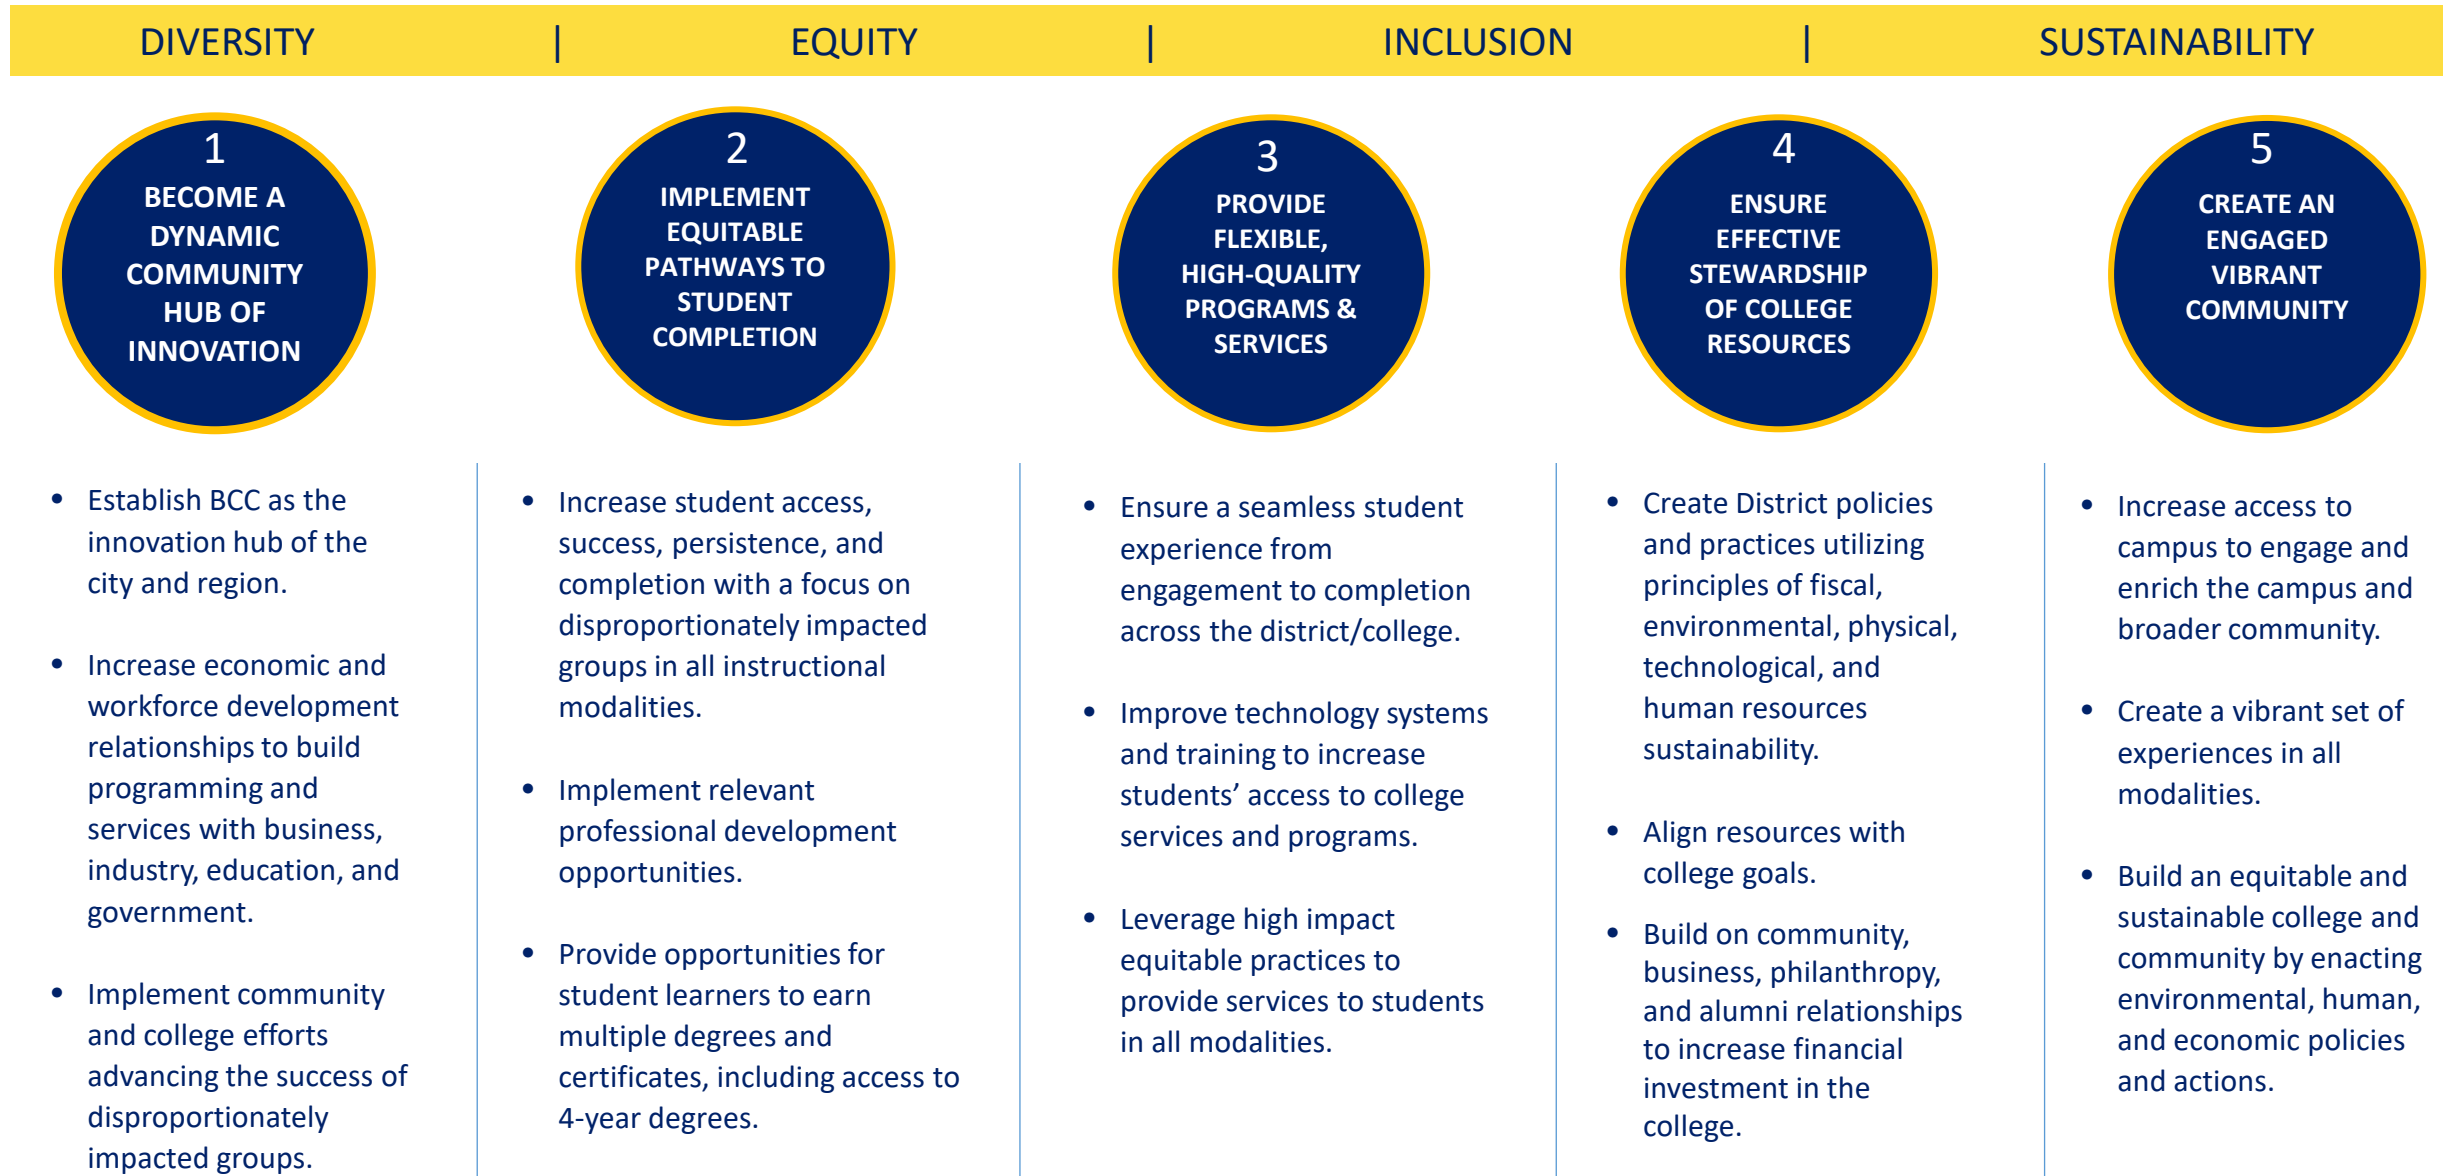 DIVERSITY | EQUITY | INCLUSION | SUSTAINABILITY
1
BECOME A
DYNAMIC
COMMUNITY
HUB OF
INNOVATION
2
IMPLEMENT
EQUITABLE
PATHWAYS TO
STUDENT
COMPLETION
3
PROVIDE
FLEXIBLE,
HIGH-QUALITY
PROGRAMS &
SERVICES
4
ENSURE
EFFECTIVE
STEWARDSHIP
OF COLLEGE
RESOURCES
5
CREATE AN
ENGAGED
VIBRANT
COMMUNITY
• Establish BCC as the
innovation hub of the
city and region.
• Increase economic and
workforce development
relationships to build
programming and
services with business,
industry, education, and
government.
• Implement community
and college efforts
advancing the success of
disproportionately
impacted groups.
• Increase student access,
success, persistence, and
completion with a focus on
disproportionately impacted
groups in all instructional
modalities.
• Implement relevant
professional development
opportunities.
• Provide opportunities for
student learners to earn
multiple degrees and
certificates, including access to
4-year degrees.
• Ensure a seamless student
experience from
engagement to completion
across the district/college.
• Improve technology systems
and training to increase
students’ access to college
services and programs.
• Leverage high impact
equitable practices to
provide services to students
in all modalities.
• Create District policies
and practices utilizing
principles of fiscal,
environmental, physical,
technological, and
human resources
sustainability.
• Align resources with
college goals.
• Build on community,
business, philanthropy,
and alumni relationships
to increase financial
investment in the
college.
• Increase access to
campus to engage and
enrich the campus and
broader community.
• Create a vibrant set of
experiences in all
modalities.
• Build an equitable and
sustainable college and
community by enacting
environmental, human,
and economic policies
and actions.